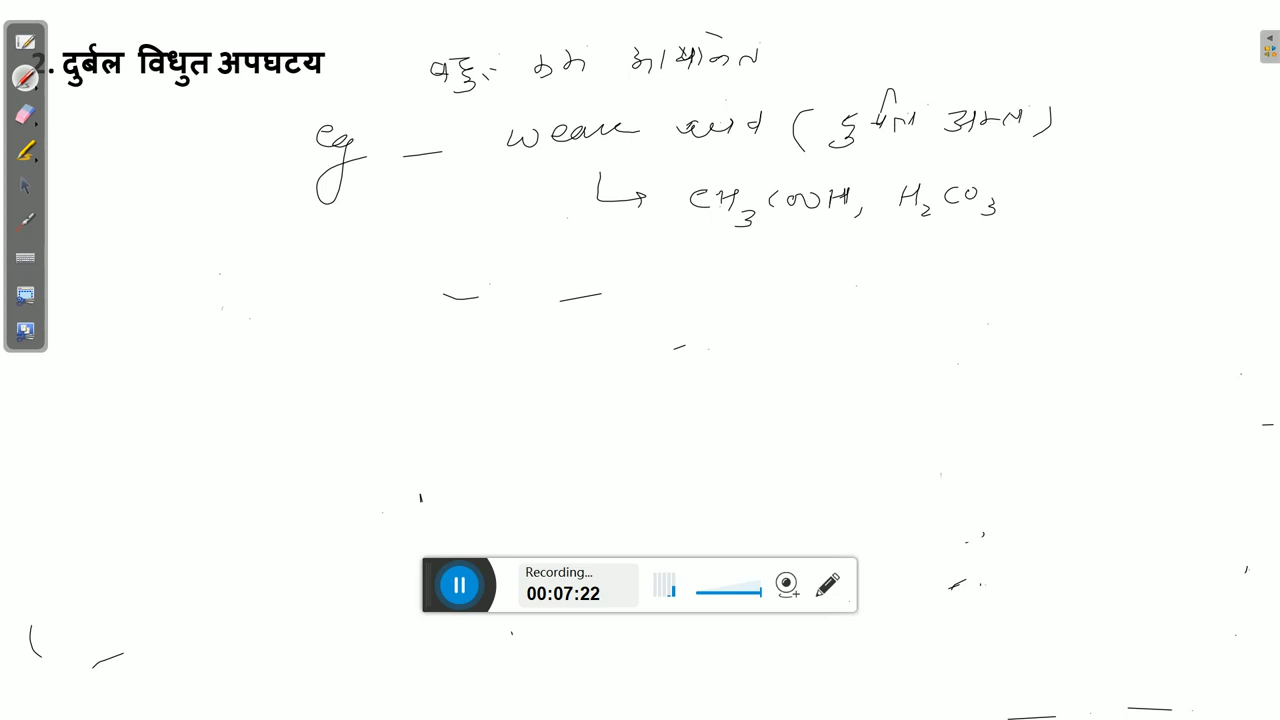 2. दुर्बल विधुत अपघटय
बहुत कम आयनन
eg — weak acid ( दुर्बल अम्ल )
↳ CH3COOH, H2CO3
Recording...
00:07:22